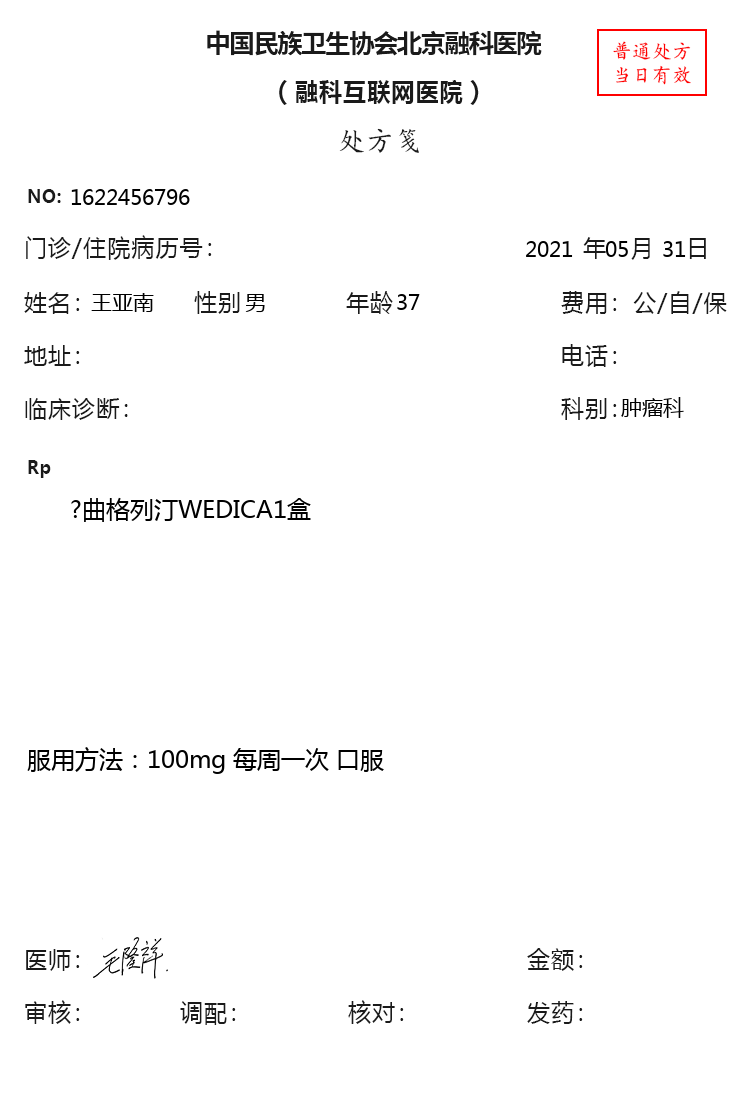 中国民族卫生协会北京融科医院
普通处方
当日有效
（融科互联网医院）
处方笺
NO: 1622456796
门诊/住院病历号： 2021 年05月 31日
姓名：王亚南 性别 男 年龄 37 费用： 公/自/保
地址： 电话：
临床诊断： 科别：肿瘤科
Rp
?曲格列汀WEDICA1盒
服用方法：100mg 每周一次 口服
医师： 金额：
审核： 调配： 核对： 发药：